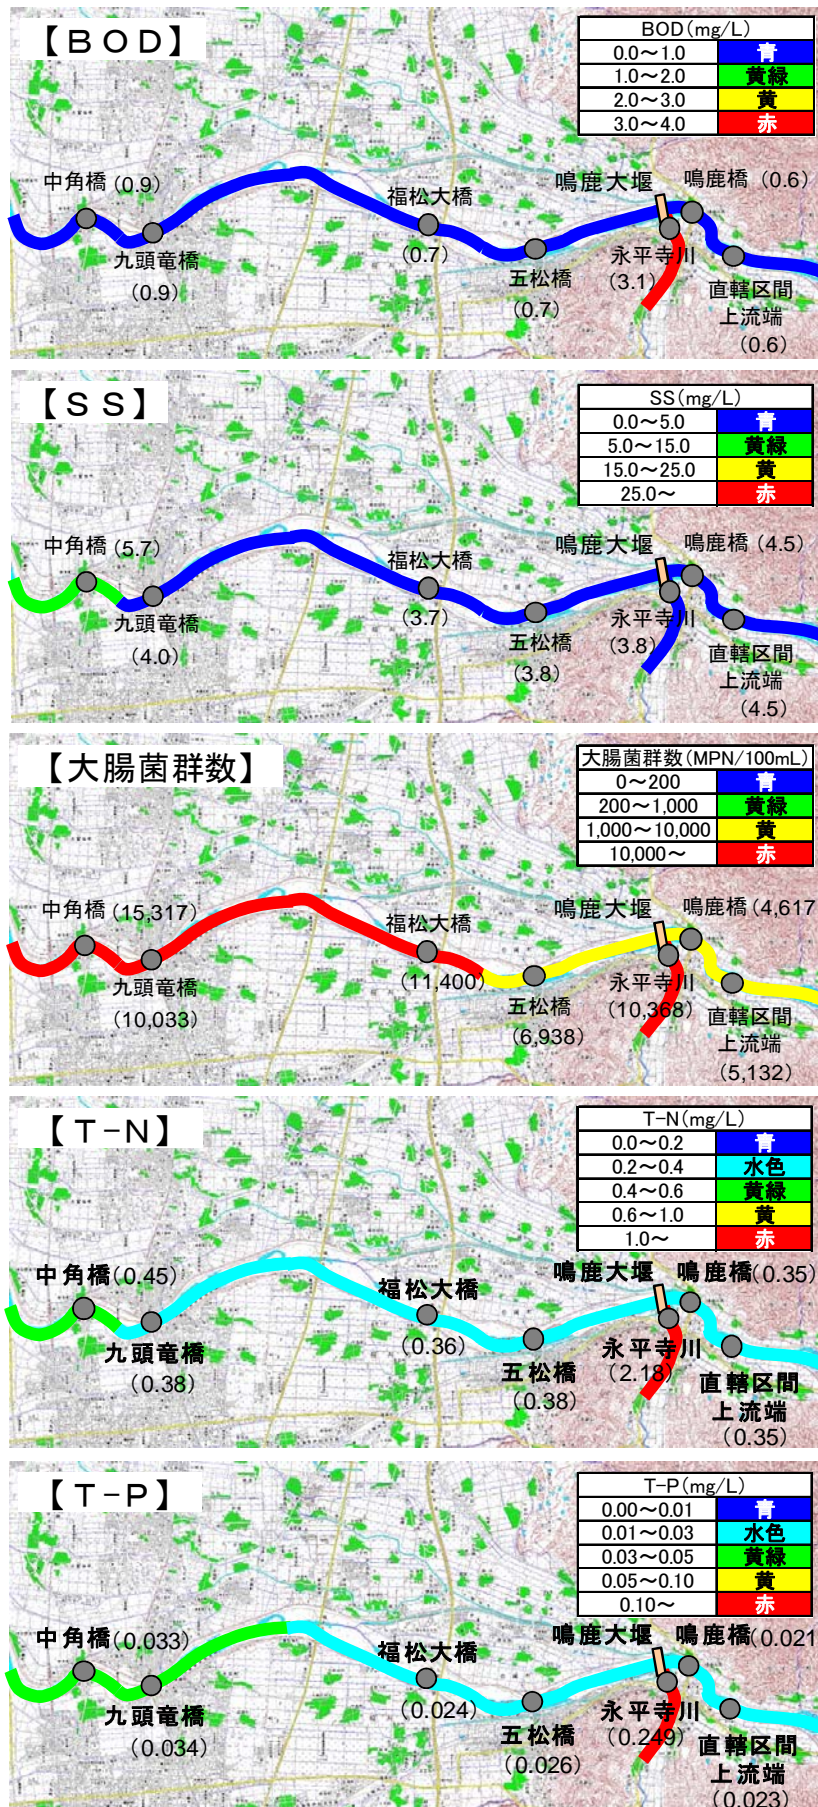 【BOD】
BOD(mg/L)
0.0～1.0 青
1.0～2.0 黄緑
2.0～3.0 黄
3.0～4.0 赤
中角橋(0.9)
九頭竜橋
(0.9)
福松大橋
(0.7)
五松橋
(0.7)
鳴鹿大堰
鳴鹿橋(0.6)
永平寺川
(3.1)
直轄区間
上流端
(0.6)
【SS】
SS(mg/L)
0.0～5.0 青
5.0～15.0 黄緑
15.0～25.0 黄
25.0～ 赤
中角橋(5.7)
九頭竜橋
(4.0)
福松大橋
(3.7)
五松橋
(3.8)
鳴鹿大堰
鳴鹿橋(4.5)
永平寺川
(3.8)
直轄区間
上流端
(4.5)
【大腸菌群数】
大腸菌群数(MPN/100mL)
0～200 青
200～1,000 黄緑
1,000～10,000 黄
10,000～ 赤
中角橋(15,317)
九頭竜橋
(10,033)
福松大橋
(11,400)
五松橋
(6,938)
鳴鹿大堰
鳴鹿橋(4,617
永平寺川
(10,368)
直轄区間
上流端
(5,132)
【T-N】
T-N(mg/L)
0.0～0.2 青
0.2～0.4 水色
0.4～0.6 黄緑
0.6～1.0 黄
1.0～ 赤
中角橋(0.45)
九頭竜橋
(0.38)
福松大橋
(0.36)
五松橋
(0.38)
鳴鹿大堰
鳴鹿橋(0.35)
永平寺川
(2.18)
直轄区間
上流端
(0.35)
【T-P】
T-P(mg/L)
0.00～0.01 青
0.01～0.03 水色
0.03～0.05 黄緑
0.05～0.10 黄
0.10～ 赤
中角橋(0.033)
九頭竜橋
(0.034)
福松大橋
(0.024)
五松橋
(0.026)
鳴鹿大堰
鳴鹿橋(0.021
永平寺川
(0.249)
直轄区間
上流端
(0.023)